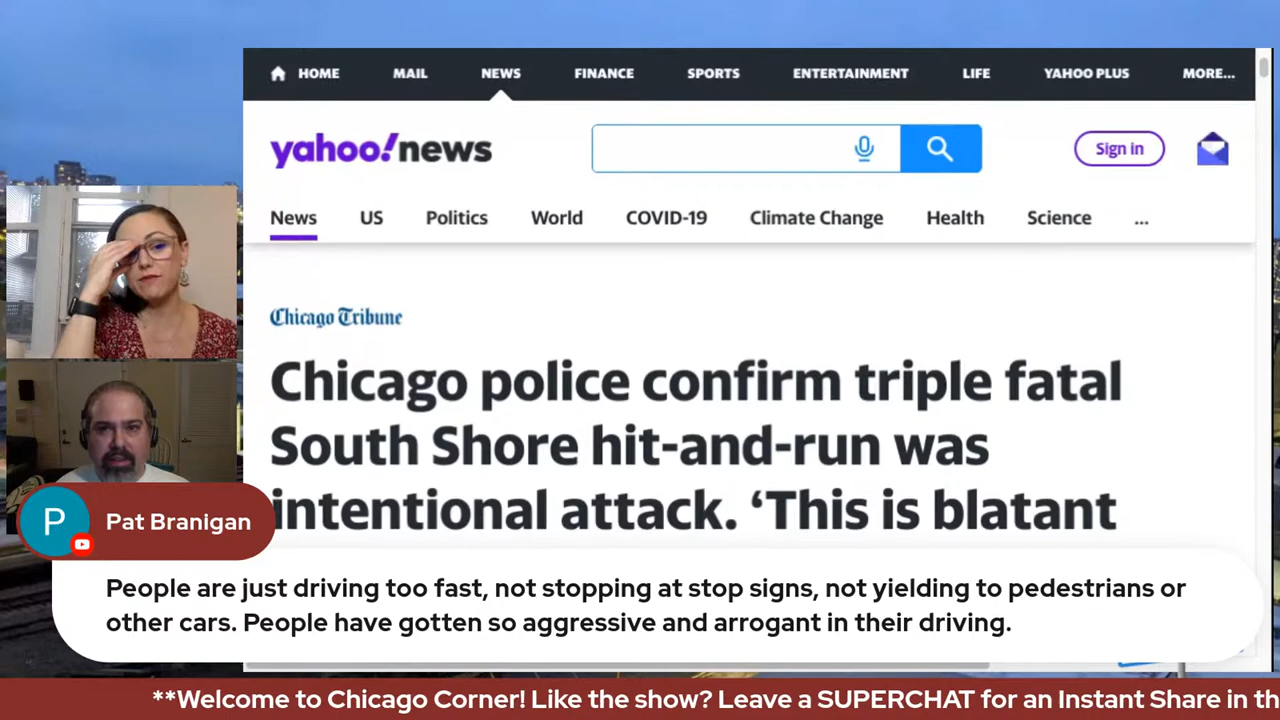 HOME MAIL NEWS FINANCE SPORTS ENTERTAINMENT LIFE YAHOO PLUS MORE...
yahoo!news
Sign in
News US Politics World COVID-19 Climate Change Health Science ...
Chicago Tribune
Chicago police confirm triple fatal
South Shore hit-and-run was
intentional attack. ‘This is blatant
P
Pat Branigan
People are just driving too fast, not stopping at stop signs, not yielding to pedestrians or
other cars. People have gotten so aggressive and arrogant in their driving.
**Welcome to Chicago Corner! Like the show? Leave a SUPERCHAT for an Instant Share in th